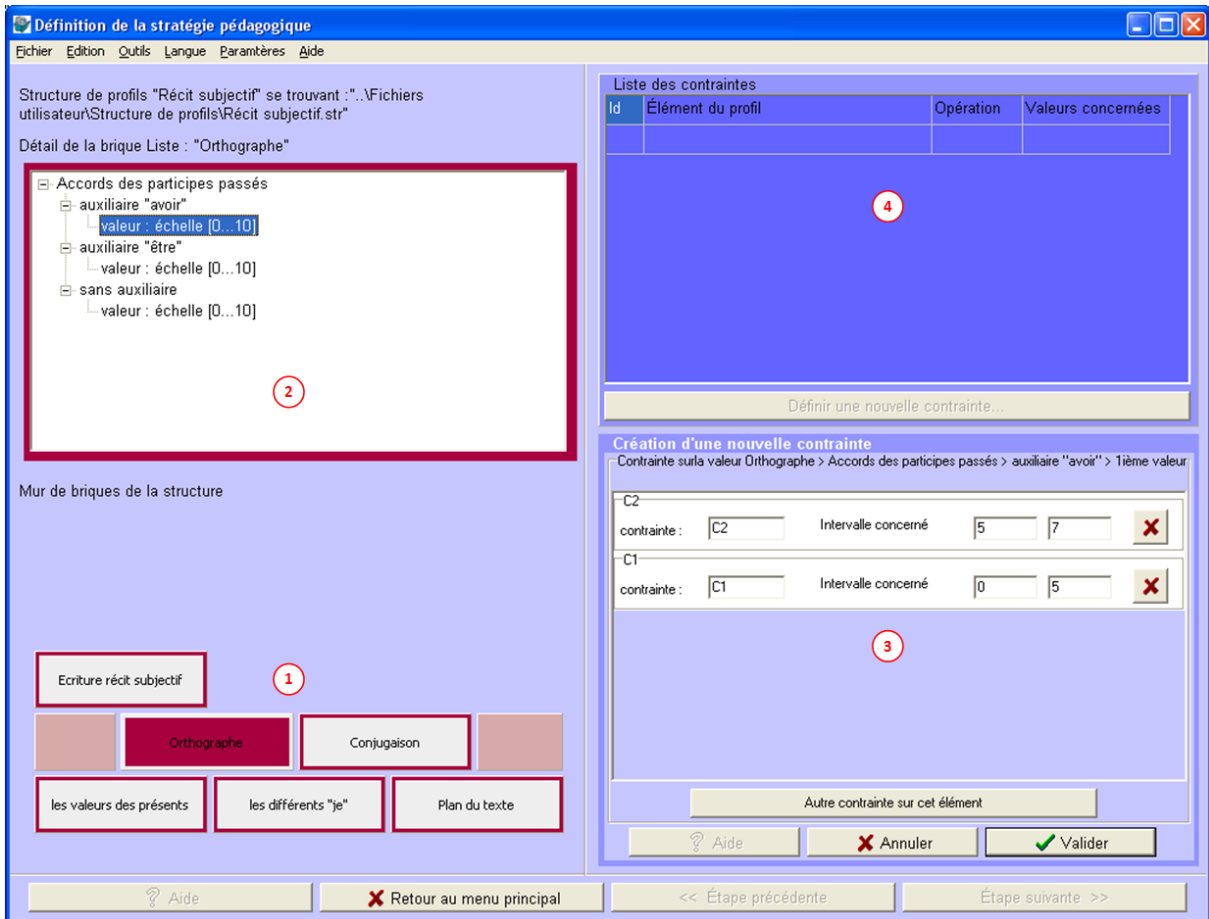 Définition de la stratégie pédagogique
Fichier Edition Outils Langue Paramtères Aide
Structure de profils "Récit subjectif" se trouvant :"..\Fichiers
utilisateur\Structure de profils\Récit subjectif.str"
Détail de la brique Liste : "Orthographe"
Accords des participes passés
auxiliaire "avoir"
valeur : échelle [0...10]
auxiliaire "être"
valeur : échelle [0...10]
sans auxiliaire
valeur : échelle [0...10]
2
Mur de briques de la structure
Ecriture récit subjectif
1
Orthographe Conjugaison
les valeurs des présents les différents "je" Plan du texte
Liste des contraintes
Id Élément du profil Opération Valeurs concernées
4
Définir une nouvelle contrainte...
Création d'une nouvelle contrainte
Contrainte surla valeur Orthographe > Accords des participes passés > auxiliaire "avoir" > 1ième valeur
C2
contrainte : C2 Intervalle concerné 5 7
C1
contrainte : C1 Intervalle concerné 0 5
3
Autre contrainte sur cet élément
? Aide Annuler Valider
? Aide Retour au menu principal << Étape précédente Étape suivante >>